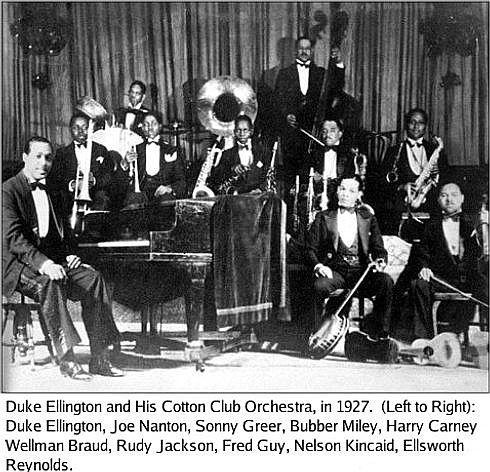 Duke Ellington and His Cotton Club Orchestra, in 1927.  (Left to Right):
Duke Ellington, Joe Nanton, Sonny Greer, Bubber Miley, Harry Carney
Wellman Braud, Rudy Jackson, Fred Guy, Nelson Kincaid, Ellsworth
Reynolds.